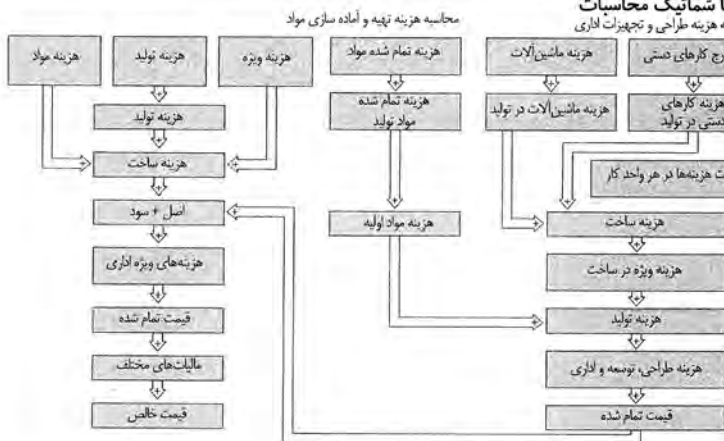 شماتیک محاسبات
هزینه طراحی و تجهیزات اداری
محاسبه هزینه تهیه و آماده سازی مواد
کارهای دستی
هزینه ماشین‌آلات
هزینه تمام شده مواد
هزینه ویژه
هزینه تولید
هزینه مواد
هزینه کارهای
دستی در تولید
هزینه ماشین‌آلات در تولید
هزینه تمام شده
مواد تولید
هزینه تولید
هزینه ساخت
هزینه‌ها در هر واحد کار
اصل + سود
هزینه مواد اولیه
هزینه ساخت
هزینه‌های ویژه اداری
هزینه ویژه در ساخت
قیمت تمام شده
هزینه تولید
مالیات‌های مختلف
هزینه طراحی، توسعه و اداری
قیمت خالص
قیمت تمام شده